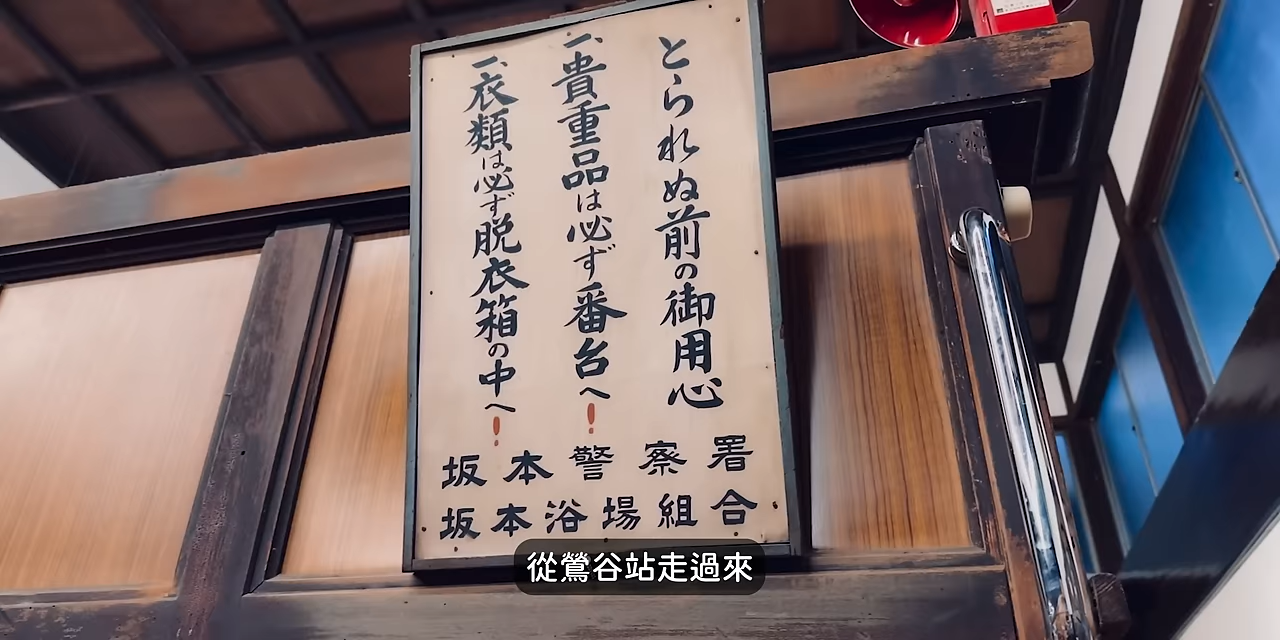 とられぬ前の御用心
一、貴重品は必ず番台へ!
一、衣類は必ず脱衣箱の中へ!
坂本警察署
坂本浴場組合
從鶯谷站走過來